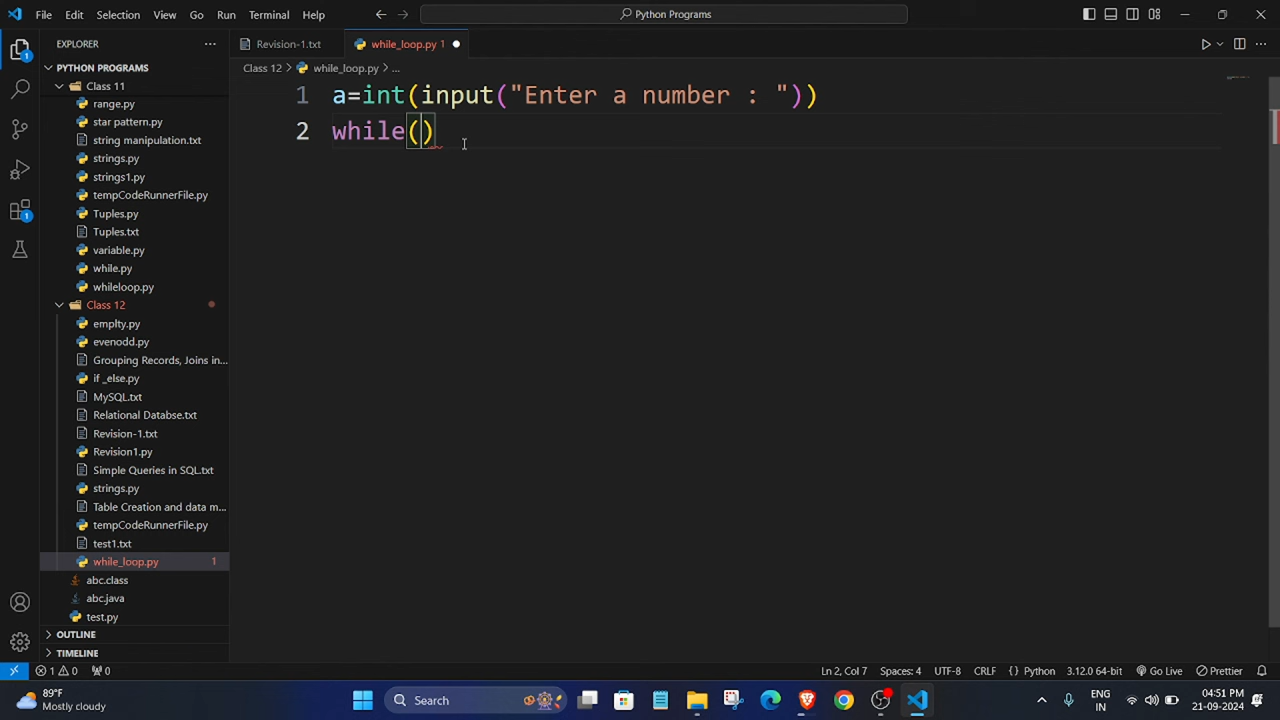 File Edit Selection View Go Run Terminal Help
Python Programs
EXPLORER
Revision-1.txt
while_loop.py 1
PYTHON PROGRAMS
Class 12
while_loop.py
...
Class 11
range.py
star pattern.py
string manipulation.txt
strings.py
strings1.py
tempCodeRunnerFile.py
Tuples.py
Tuples.txt
variable.py
while.py
whileloop.py
Class 12
emplty.py
evenodd.py
Grouping Records, Joins in...
if _else.py
MySQL.txt
Relational Databse.txt
Revision-1.txt
Revision1.py
Simple Queries in SQL.txt
strings.py
Table Creation and data m...
tempCodeRunnerFile.py
test1.txt
while_loop.py 1
abc.class
abc.java
test.py
OUTLINE
TIMELINE
1 a=int(input("Enter a number : "))
2 while()
1 0 0
Ln 2, Col 7 Spaces: 4 UTF-8 CRLF {} Python 3.12.0 64-bit Go Live Prettier
89°F
Mostly cloudy
Search
ENG
IN
04:51 PM
21-09-2024